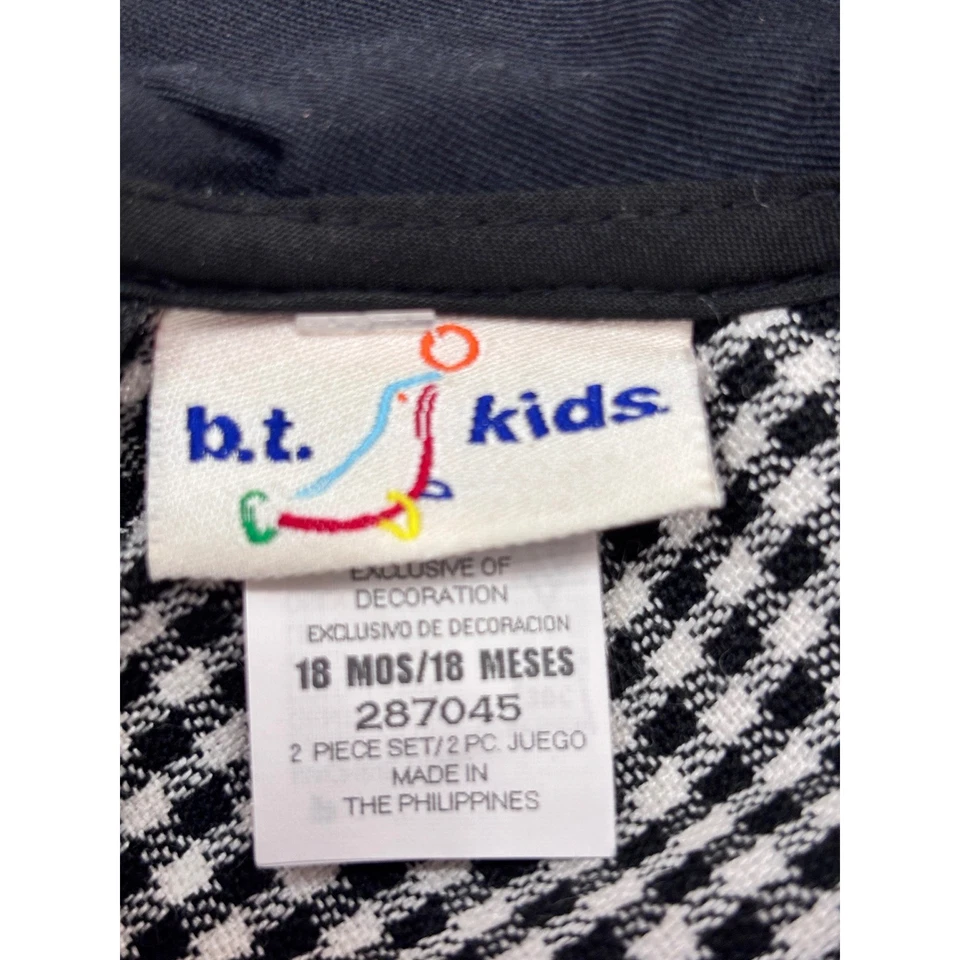 b.t. kids.
EXCLUSIVE OF
DECORATION
EXCLUSIVO DE DECORACION
18 MOS/18 MESES
287045
2 PIECE SET/2 PC. JUEGO
MADE IN
THE PHILIPPINES